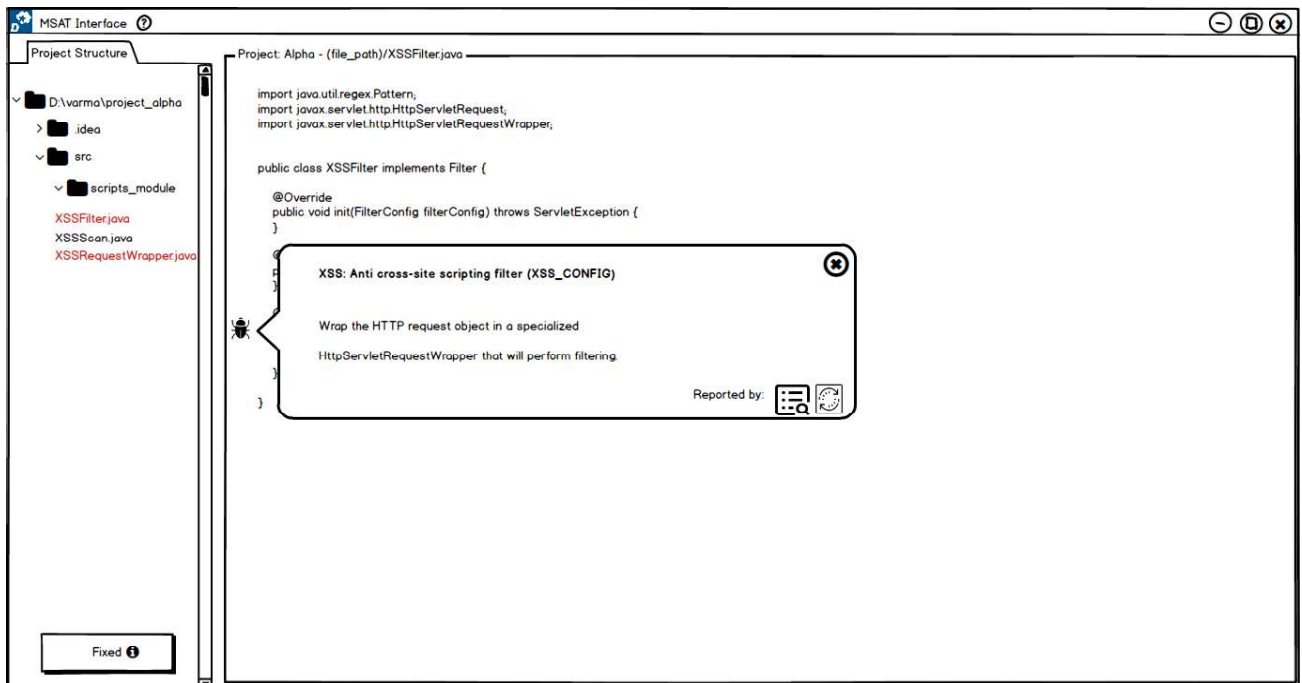 MSAT Interface ?
Project Structure
D:\varma\project_alpha
.idea
src
scripts_module
XSSFilter.java
XSSScan.java
XSSRequestWrapper.java
Fixed
Project: Alpha - (file_path)/XSSFilter.java
import java.util.regex.Pattern;
import javax.servlet.http.HttpServletRequest;
import javax.servlet.http.HttpServletRequestWrapper;
public class XSSFilter implements Filter {
@Override
public void init(FilterConfig filterConfig) throws ServletException {
}
}
}
}
XSS: Anti cross-site scripting filter (XSS_CONFIG)
Wrap the HTTP request object in a specialized
HttpServletRequestWrapper that will perform filtering.
Reported by: